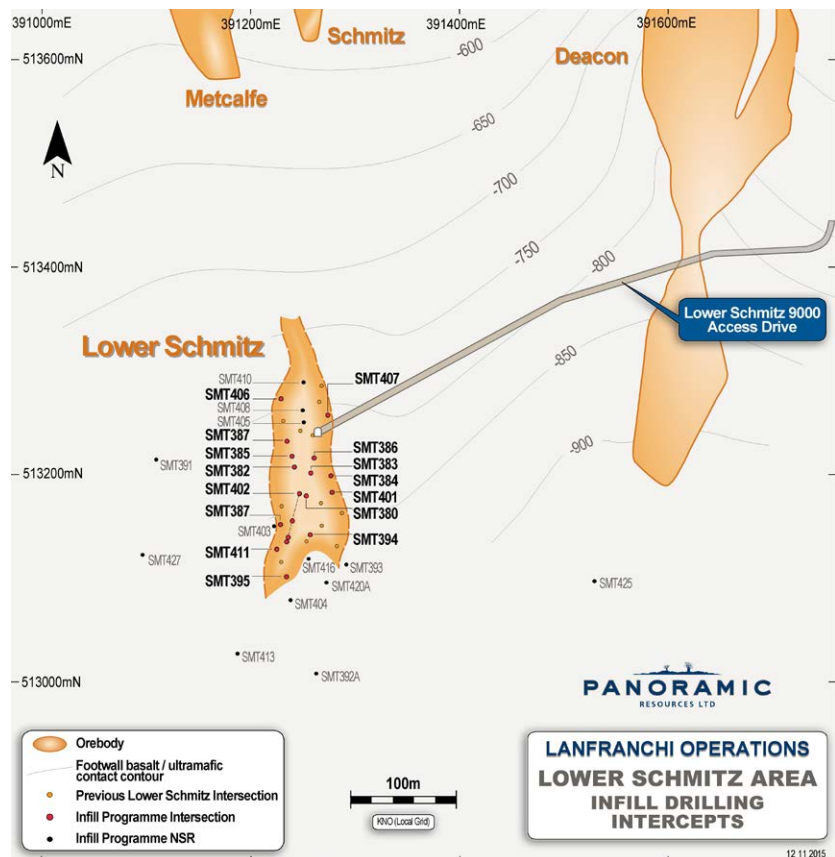 391000mE
391200mE
391400mE
391600mE
513600mN
Schmitz
Deacon
Metcalfe
-600
-650
-700
-750
-800
-850
-900
513400mN
Lower Schmitz 9000
Access Drive
Lower Schmitz
SMT410
SMT407
SMT406
SMT408
SMT405
SMT387
SMT386
SMT385
SMT383
SMT391
SMT382
SMT384
513200mN
SMT402
SMT401
SMT387
SMT380
SMT403
SMT394
SMT411
SMT427
SMT416
SMT393
SMT395
SMT420A
SMT425
SMT404
SMT413
SMT392A
513000mN
N
PANORAMIC
RESOURCES LTD
Orebody
Footwall basalt / ultramafic
contact contour
Previous Lower Schmitz Intersection
Infill Programme Intersection
Infill Programme NSR
100m
KNO (Local Grid)
LANFRANCHI OPERATIONS
LOWER SCHMITZ AREA
INFILL DRILLING
INTERCEPTS
12.11.2015